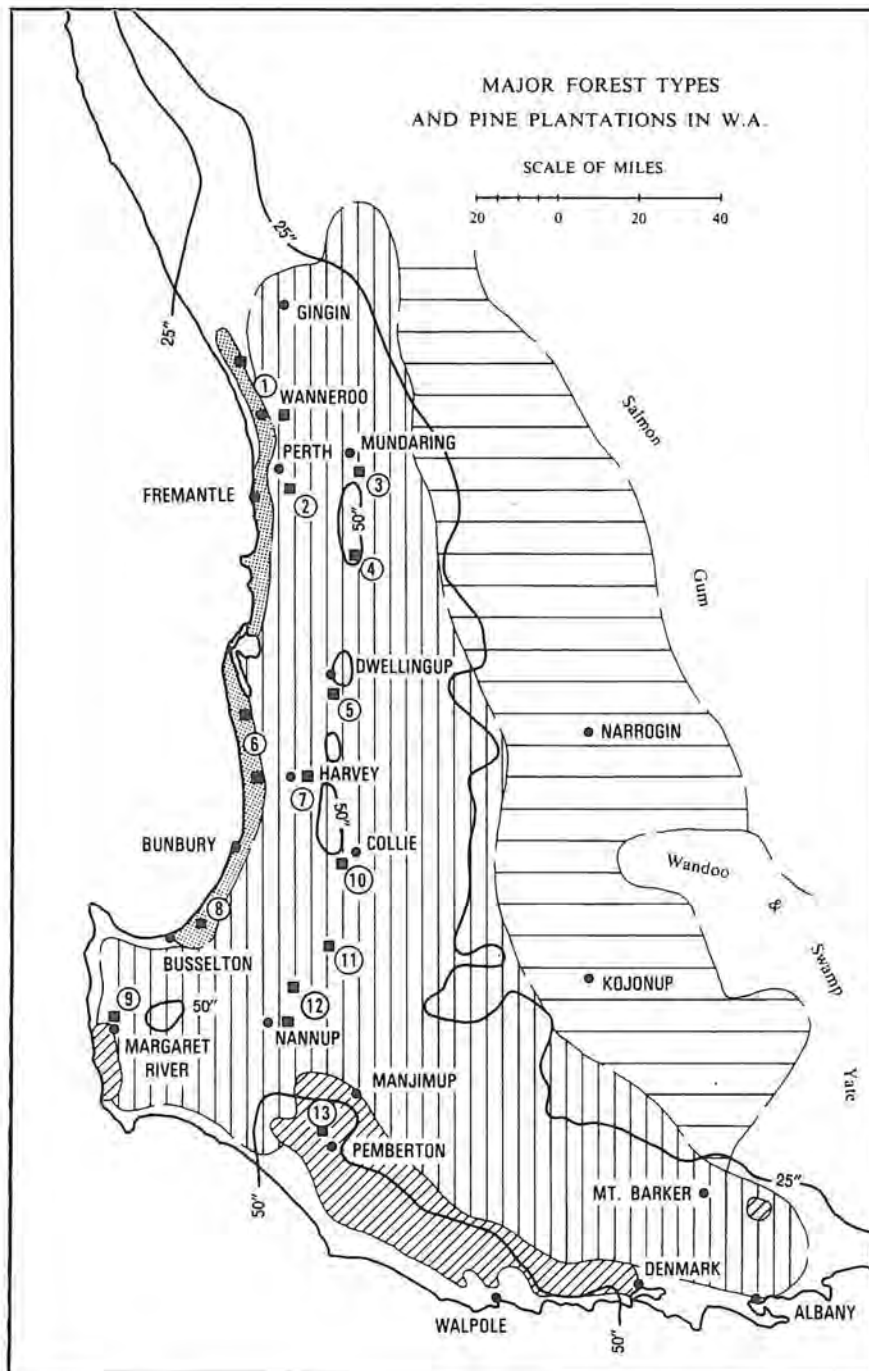 MAJOR FOREST TYPES
AND PINE PLANTATIONS IN W.A.
SCALE OF MILES
20 0 20 40
25"
25"
GINGIN
1
WANNEROO
PERTH
MUNDARING
Salmon
FREMANTLE
2
3
50"
4
Gum
DWELLINGUP
5
NARROGIN
6
HARVEY
7
50"
BUNBURY
COLLIE
10
Wandoo
&
Swamp
Yate
8
BUSSELTON
11
KOJONUP
9
50"
12
MARGARET
RIVER
NANNUP
MANJIMUP
13
PEMBERTON
50"
MT. BARKER
25"
DENMARK
WALPOLE
50"
ALBANY